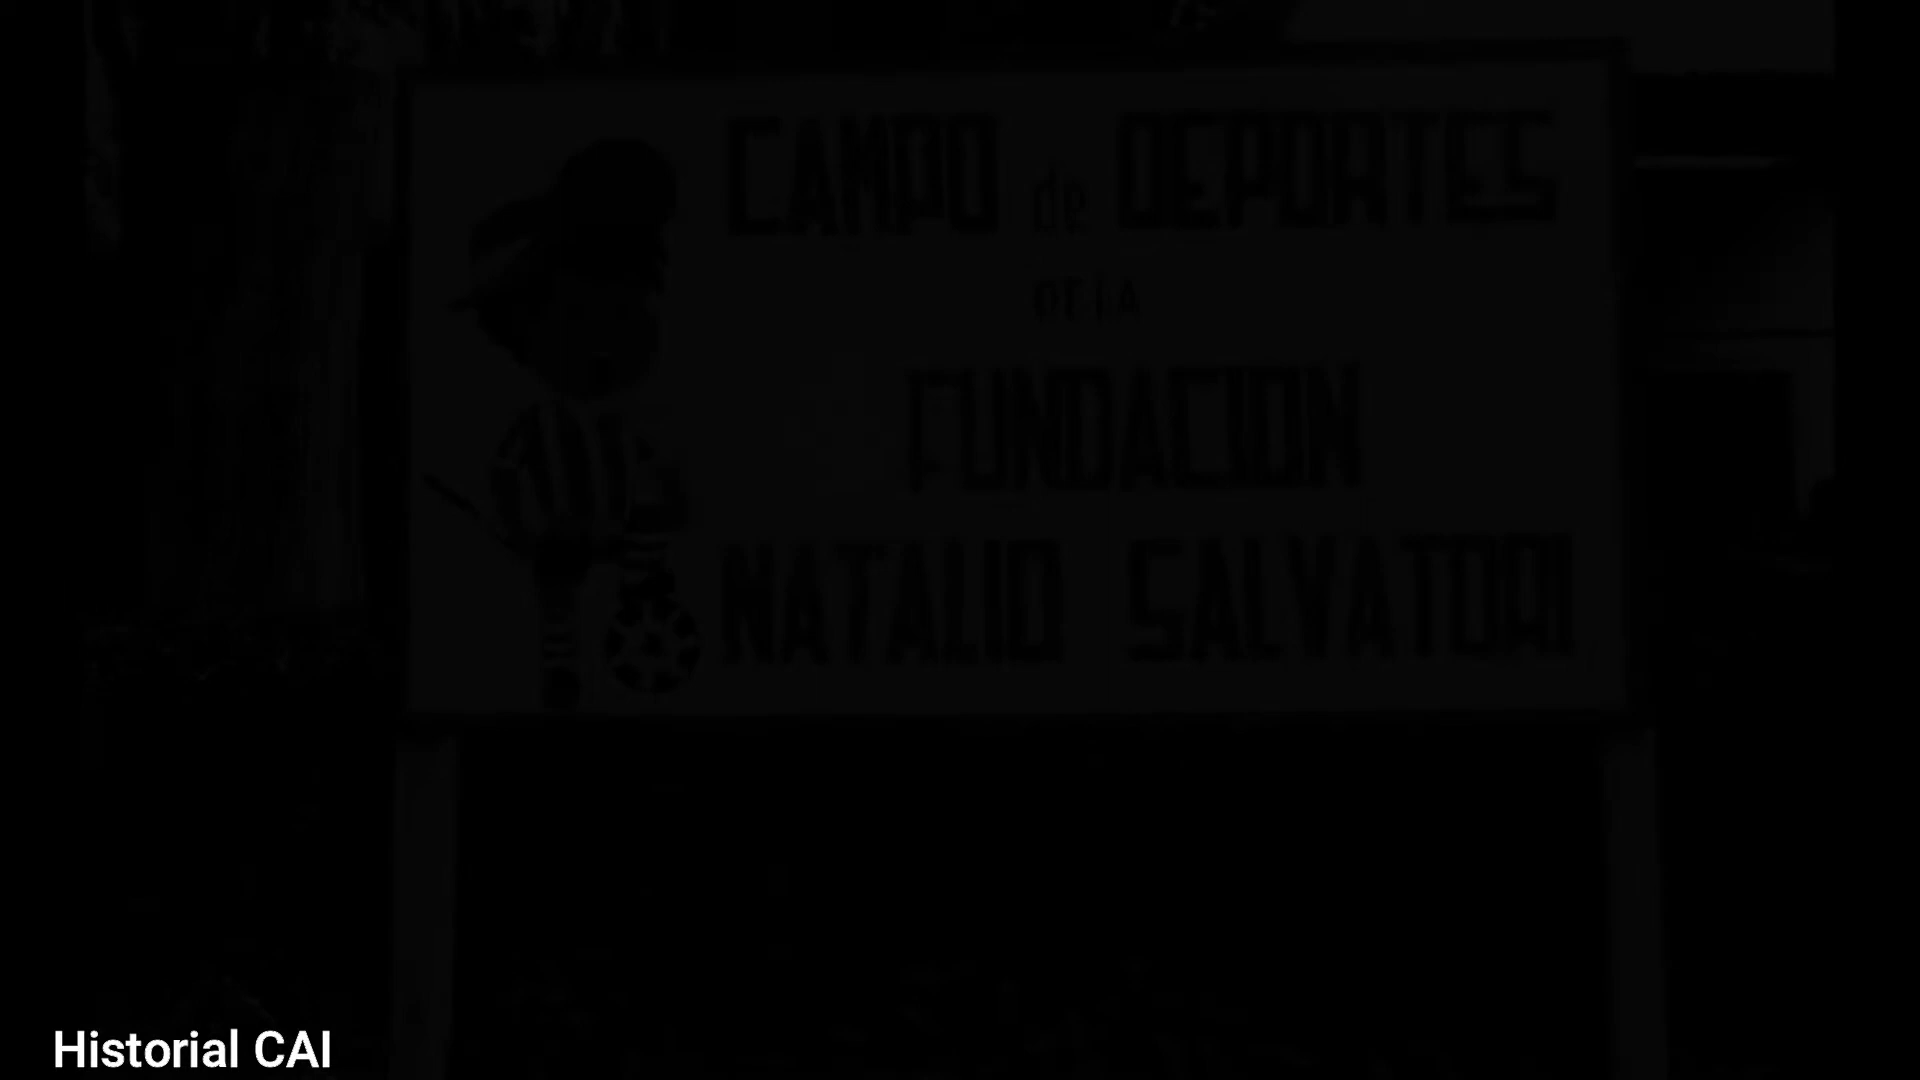 CAMPO de DEPORTES
DE LA
FUNDACION
NATALIO SALVATORI
Historial CAI